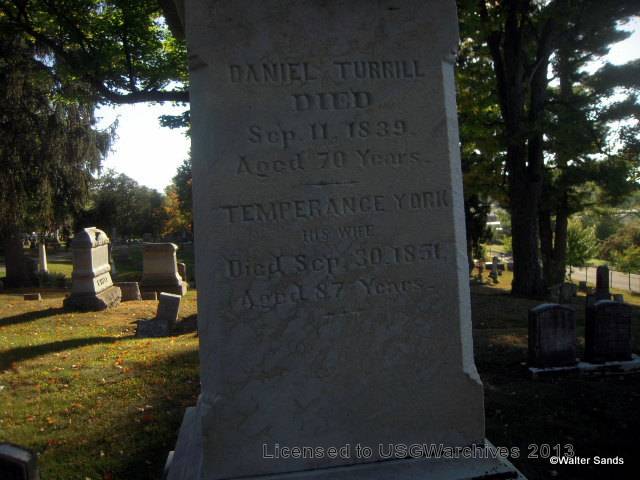 DANIEL TURRILL
DIED
Sep. 11, 1839.
Aged 70 Years.
TEMPERANCE YORK
HIS WIFE
Died Sep. 30, 1851,
Aged 87 Years.
Licensed to USGWarchives 2013
©Walter Sands